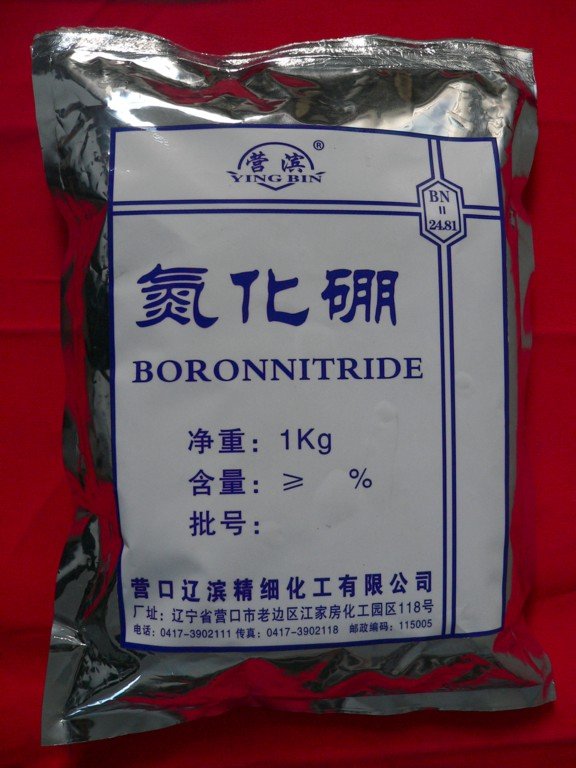 营滨®
YING BIN
BN
=
24.81
氮化硼
BORONNITRIDE
净重：1Kg
含量：≥ %
批号：
营口辽滨精细化工有限公司
厂址：辽宁省营口市老边区江家房化工园区118号
电话：0417-3902111 传真：0417-3902118 邮政编码：115005